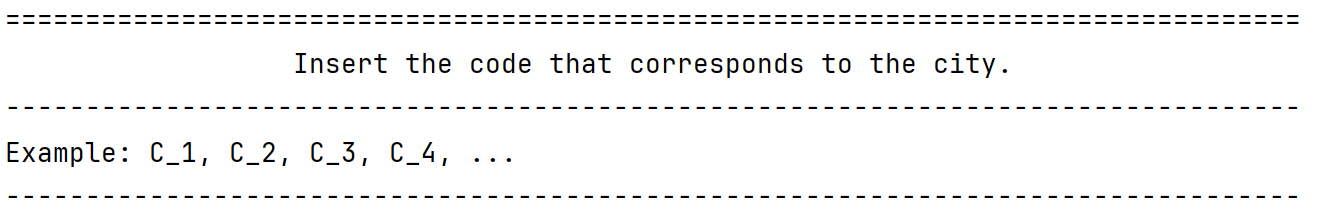 =================================================================================
Insert the code that corresponds to the city.
---------------------------------------------------------------------------------
Example: C_1, C_2, C_3, C_4, ...
---------------------------------------------------------------------------------